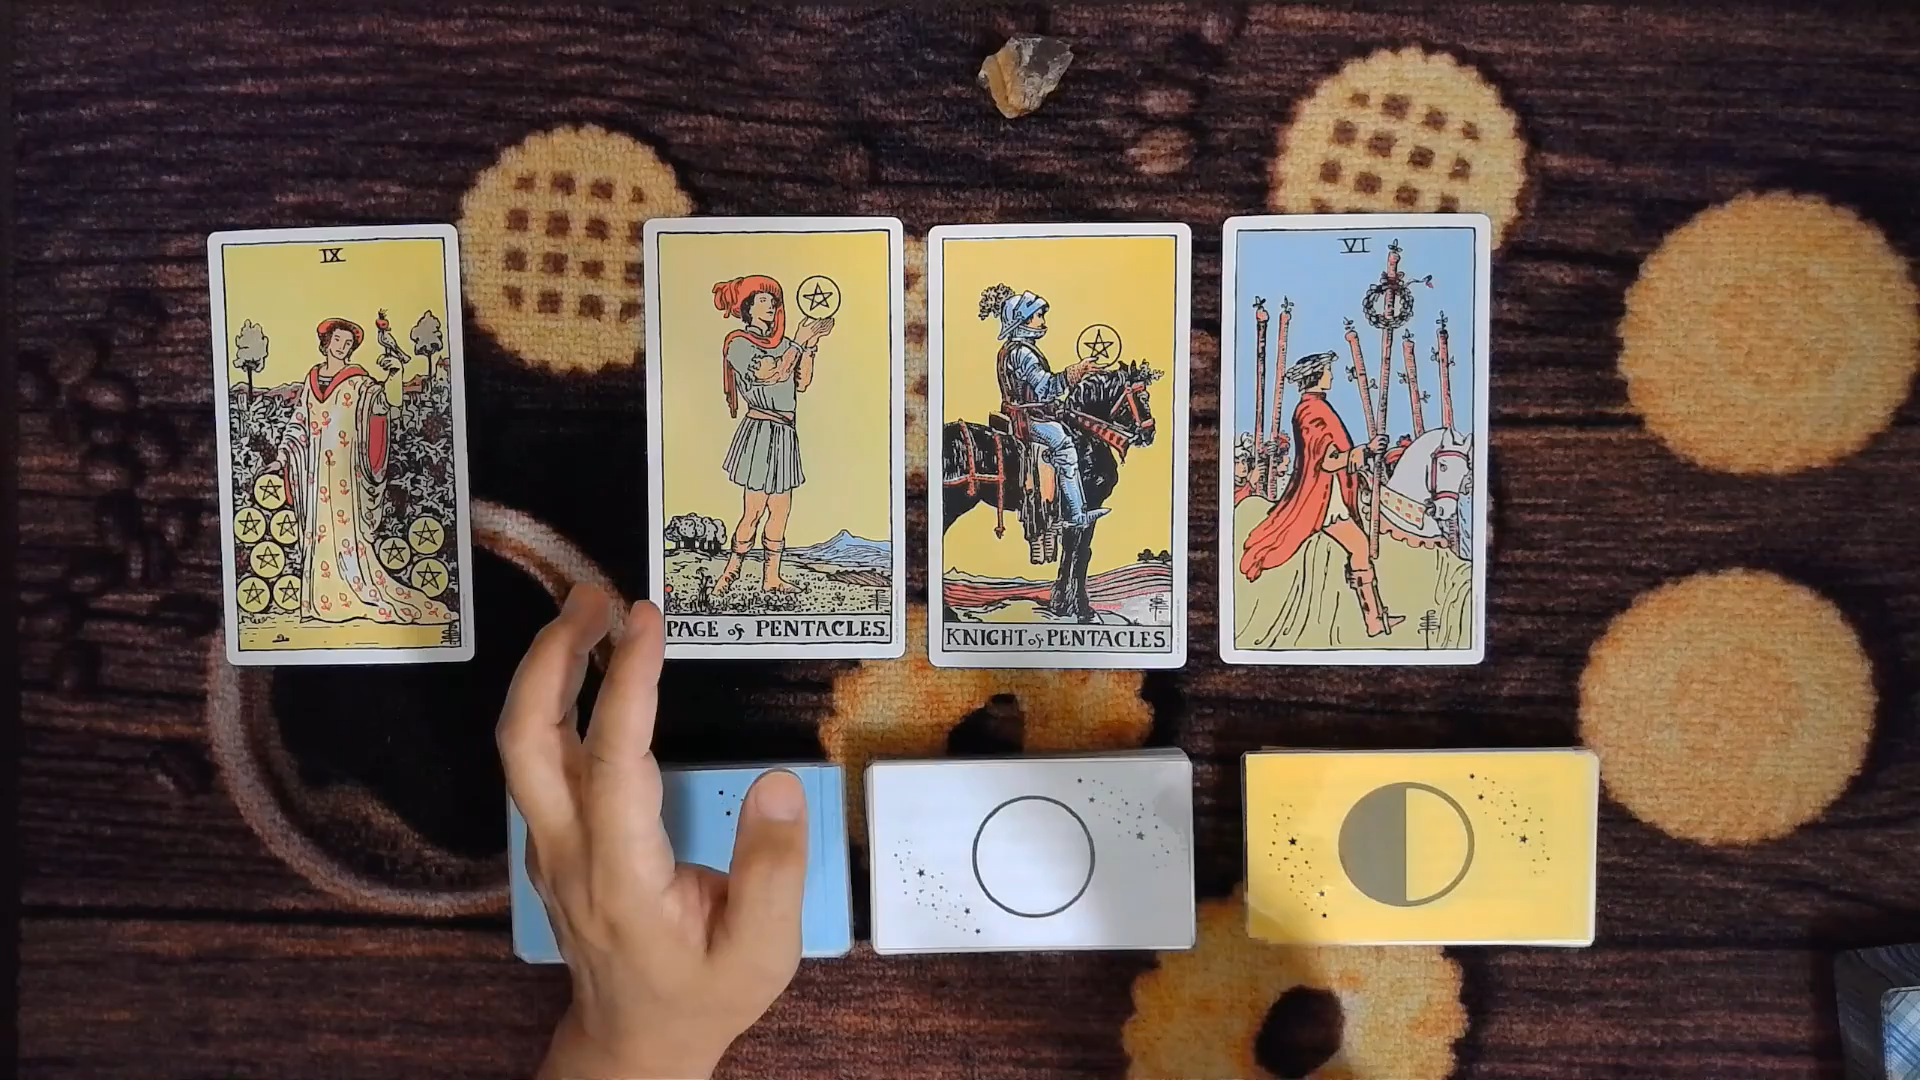 IX
PAGE of PENTACLES.
KNIGHT of PENTACLES.
VI